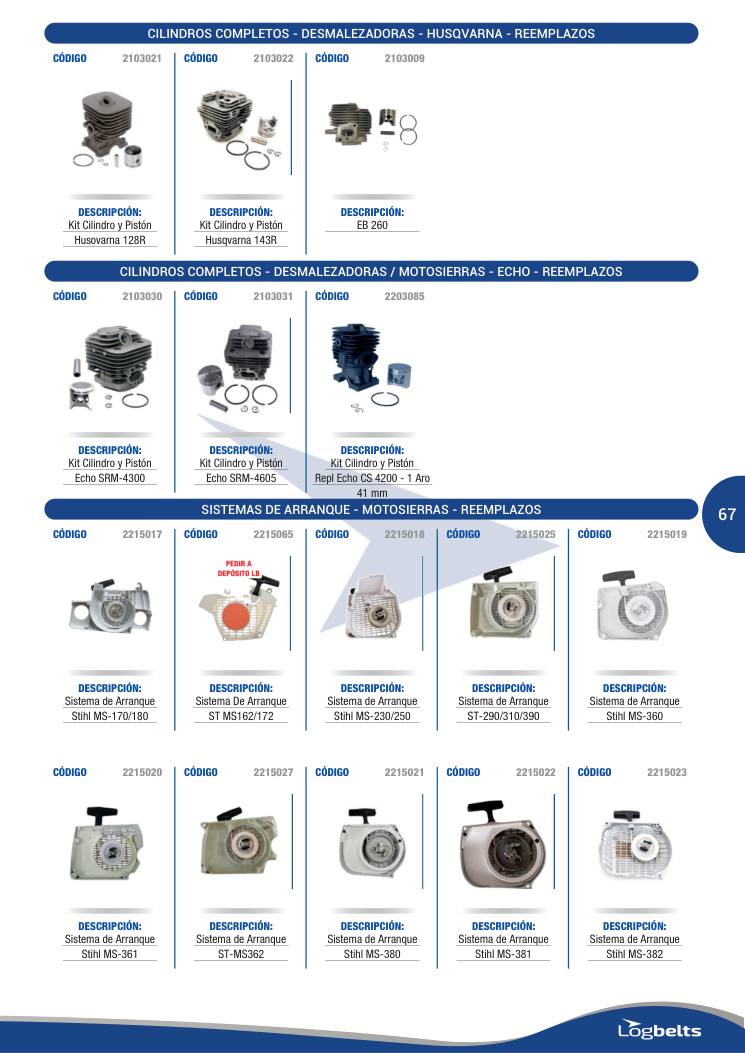 CILINDROS COMPLETOS - DESMALEZADORAS - HUSQVARNA - REEMPLAZOS
CÓDIGO 2103021
CÓDIGO 2103022
CÓDIGO 2103009
DESCRIPCIÓN:
Kit Cilindro y Pistón
Husovarna 128R
DESCRIPCIÓN:
Kit Cilindro y Pistón
Husqvarna 143R
DESCRIPCIÓN:
EB 260
CILINDROS COMPLETOS - DESMALEZADORAS / MOTOSIERRAS - ECHO - REEMPLAZOS
CÓDIGO 2103030
CÓDIGO 2103031
CÓDIGO 2203085
DESCRIPCIÓN:
Kit Cilindro y Pistón
Echo SRM-4300
DESCRIPCIÓN:
Kit Cilindro y Pistón
Echo SRM-4605
DESCRIPCIÓN:
Kit Cilindro y Pistón
Repl Echo CS 4200 - 1 Aro
41 mm
SISTEMAS DE ARRANQUE - MOTOSIERRAS - REEMPLAZOS
67
CÓDIGO 2215017
CÓDIGO 2215065
CÓDIGO 2215018
CÓDIGO 2215025
CÓDIGO 2215019
PEDIR A
DEPÓSITO LB
DESCRIPCIÓN:
Sistema de Arranque
Stihl MS-170/180
DESCRIPCIÓN:
Sistema De Arranque
ST MS162/172
DESCRIPCIÓN:
Sistema de Arranque
Stihl MS-230/250
DESCRIPCIÓN:
Sistema de Arranque
ST-290/310/390
DESCRIPCIÓN:
Sistema de Arranque
Stihl MS-360
CÓDIGO 2215020
CÓDIGO 2215027
CÓDIGO 2215021
CÓDIGO 2215022
CÓDIGO 2215023
DESCRIPCIÓN:
Sistema de Arranque
Stihl MS-361
DESCRIPCIÓN:
Sistema de Arranque
ST-MS362
DESCRIPCIÓN:
Sistema de Arranque
Stihl MS-380
DESCRIPCIÓN:
Sistema de Arranque
Stihl MS-381
DESCRIPCIÓN:
Sistema de Arranque
Stihl MS-382
Logbelts